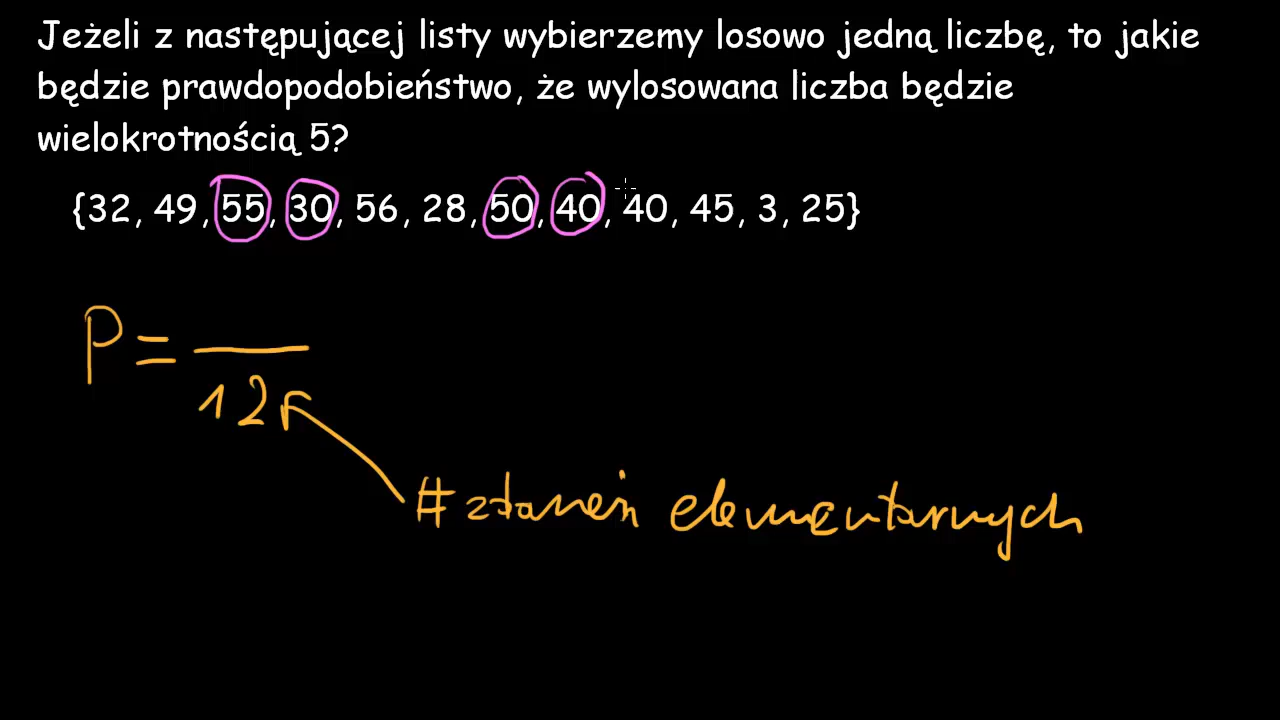 Jeżeli z następującej listy wybierzemy losowo jedną liczbę, to jakie
będzie prawdopodobieństwo, że wylosowana liczba będzie
wielokrotnością 5?
{32, 49, 55, 30, 56, 28, 50, 40, 40, 45, 3, 25}
P =
12
# zdarzeń elementarnych